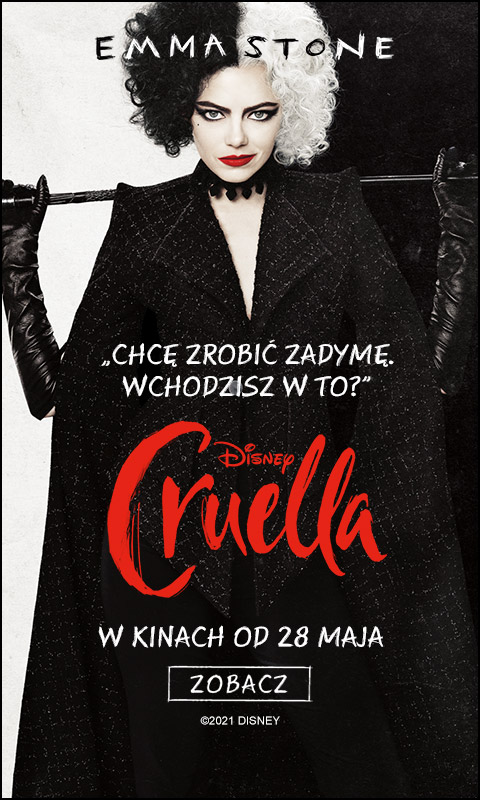 EMMA STONE
„CHCĘ ZROBIĆ ZADYMĘ.
WCHODZISZ W TO?”
Disney
Cruella
W KINACH OD 28 MAJA
ZOBACZ
©2021 DISNEY